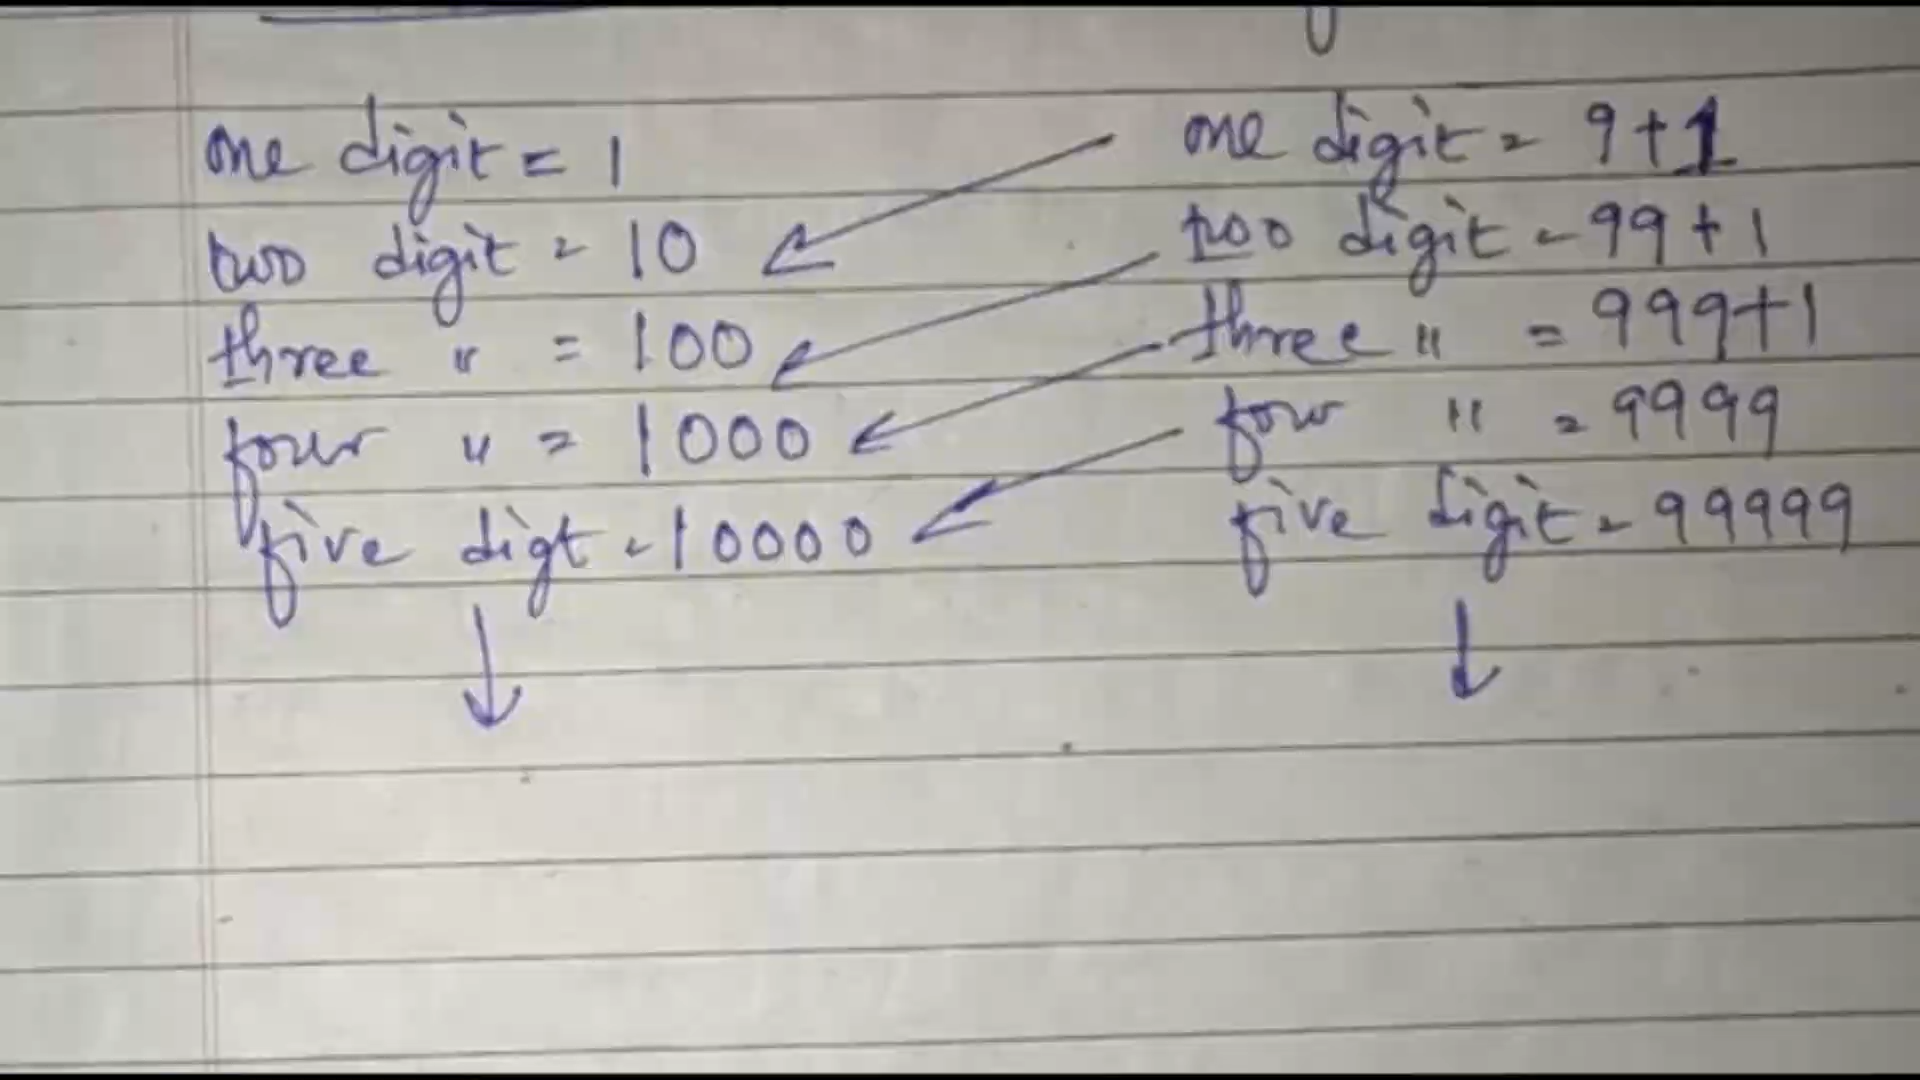 one digit = 1
two digit = 10
three " = 100
four " = 1000
five digt = 10000
one digit = 9+1
two digit = 99+1
three " = 999+1
four " = 9999
five digit = 99999